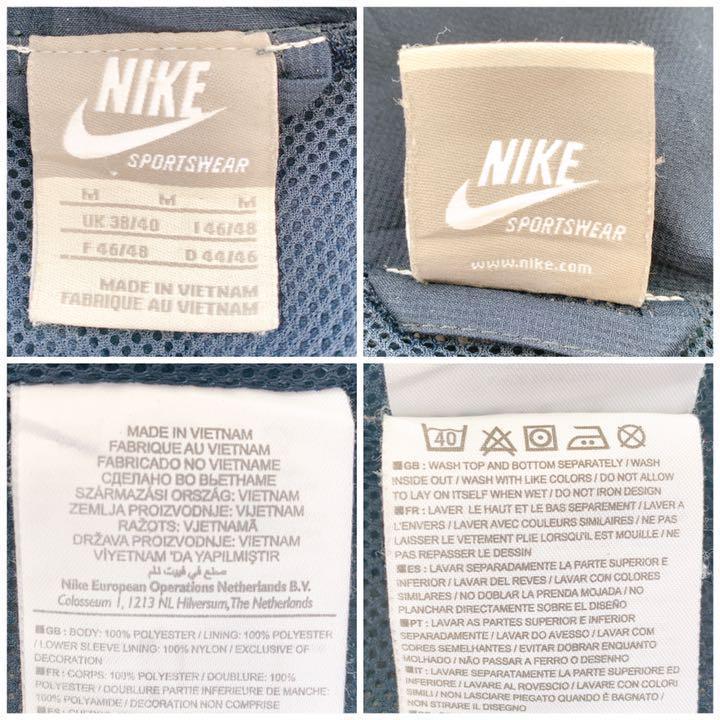 NIKE
SPORTSWEAR
M M M
UK 38/40 I 46/48
F 46/48 D 44/46
MADE IN VIETNAM
FABRIQUE AU VIETNAM
NIKE
SPORTSWEAR
www.nike.com
MADE IN VIETNAM
FABRIQUE AU VIETNAM
FABRICADO NO VIETNAME
СДЕЛАНО ВО ВЬЕТНАМЕ
SZÁRMAZÁSI ORSZÁG: VIETNAM
ZEMLJA PROIZVODNJE: VIJETNAM
RAŽOTS: VJETNAMĀ
DRŽAVA PROIZVODNJE: VIETNAM
VİYETNAM 'DA YAPILMIŞTIR
صنع في فييت نام
Nike European Operations Netherlands B.V.
Colosseum 1, 1213 NL Hilversum, The Netherlands
GB : BODY: 100% POLYESTER / LINING: 100% POLYESTER
/ LOWER SLEEVE LINING: 100% NYLON / EXCLUSIVE OF
DECORATION
FR : CORPS: 100% POLYESTER / DOUBLURE: 100%
POLYESTER / DOUBLURE PARTIE INFERIEURE DE MANCHE:
100% POLYAMIDE / DECORATION NON COMPRISE
40
GB : WASH TOP AND BOTTOM SEPARATELY / WASH
INSIDE OUT / WASH WITH LIKE COLORS / DO NOT ALLOW
TO LAY ON ITSELF WHEN WET / DO NOT IRON DESIGN
FR : LAVER LE HAUT ET LE BAS SEPAREMENT / LAVER A
L'ENVERS / LAVER AVEC COULEURS SIMILAIRES / NE PAS
LAISSER LE VETEMENT PLIE LORSQU'IL EST MOUILLE / NE
PAS REPASSER LE DESSIN
ES : LAVAR SEPARADAMENTE LA PARTE SUPERIOR E
INFERIOR / LAVAR DEL REVES / LAVAR CON COLORES
SIMILARES / NO DOBLAR LA PRENDA MOJADA / NO
PLANCHAR DIRECTAMENTE SOBRE EL DISEÑO
PT : LAVAR AS PARTES SUPERIOR E INFERIOR
SEPARADAMENTE / LAVAR DO AVESSO / LAVAR COM
CORES SEMELHANTES / EVITAR DOBRAR ENQUANTO
MOLHADO / NÃO PASSAR A FERRO O DESENHO
IT : LAVARE SEPARATAMENTE LA PARTE SUPERIORE ED
INFERIORE / LAVARE AL ROVESCIO / LAVARE CON COLORI
SIMILI / NON LASCIARE PIEGATO QUANDO È BAGNATO /
NON STIRARE IL DISEGNO